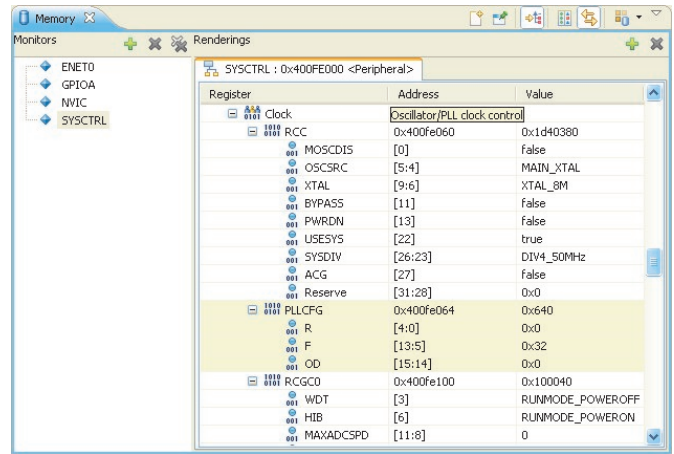 Memory
Monitors
Renderings
ENET0
GPIOA
NVIC
SYSCTRL
SYSCTRL : 0x400FE000 <Peripheral>
Register Address Value
Clock Oscillator/PLL clock control
RCC 0x400fe060 0x1d40380
MOSCDIS [0] false
OSCSRC [5:4] MAIN_XTAL
XTAL [9:6] XTAL_8M
BYPASS [11] false
PWRDN [13] false
USESYS [22] true
SYSDIV [26:23] DIV4_50MHz
ACG [27] false
Reserve [31:28] 0x0
PLLCFG 0x400fe064 0x640
R [4:0] 0x0
F [13:5] 0x32
OD [15:14] 0x0
RCGC0 0x400fe100 0x100040
WDT [3] RUNMODE_POWEROFF
HIB [6] RUNMODE_POWERON
MAXADCSPD [11:8] 0